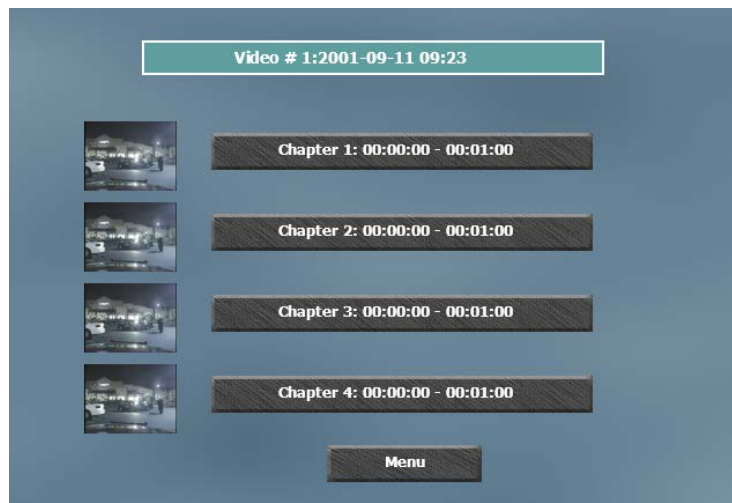 Video # 1:2001-09-11 09:23
Chapter 1: 00:00:00 - 00:01:00
Chapter 2: 00:00:00 - 00:01:00
Chapter 3: 00:00:00 - 00:01:00
Chapter 4: 00:00:00 - 00:01:00
Menu